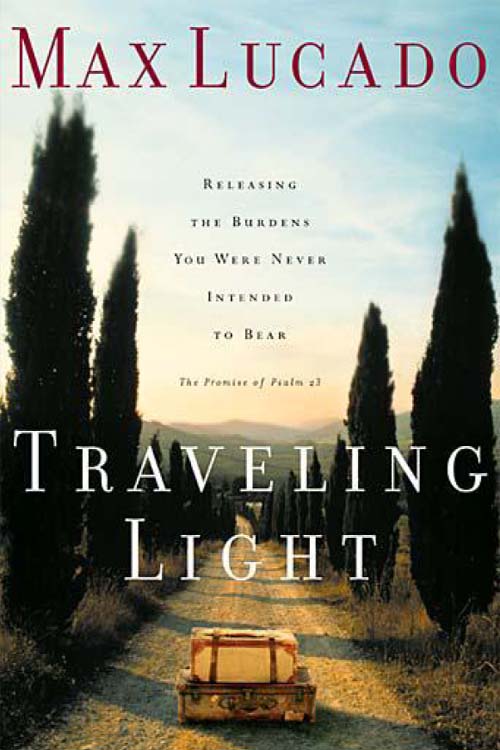 MAX LUCADO
RELEASING
THE BURDENS
YOU WERE NEVER
INTENDED
TO BEAR
The Promise of Psalm 23
TRAVELING
LIGHT